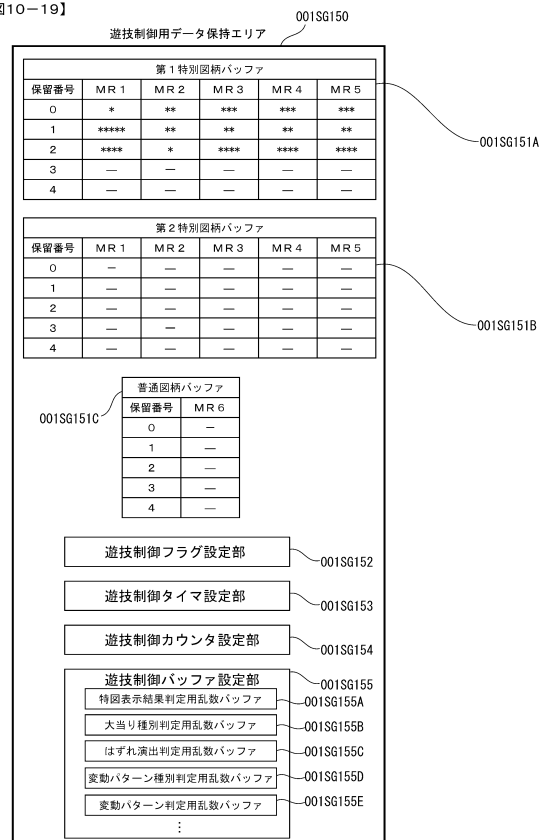 図10－19】
001SG150
遊技制御用データ保持エリア
第1特別図柄バッファ
保留番号 MR1 MR2 MR3 MR4 MR5
0 * ** *** *** ***
1 ***** ** ** ** **
2 **** * **** **** ****
3 ― ― ― ― ―
4 ― ― ― ― ―
001SG151A
第2特別図柄バッファ
保留番号 MR1 MR2 MR3 MR4 MR5
0 ― ― ― ― ―
1 ― ― ― ― ―
2 ― ― ― ― ―
3 ― ― ― ― ―
4 ― ― ― ― ―
001SG151B
普通図柄バッファ
保留番号 MR6
0 ―
1 ―
2 ―
3 ―
4 ―
001SG151C
遊技制御フラグ設定部
001SG152
遊技制御タイマ設定部
001SG153
遊技制御カウンタ設定部
001SG154
遊技制御バッファ設定部
001SG155
特図表示結果判定用乱数バッファ
001SG155A
大当り種別判定用乱数バッファ
001SG155B
はずれ演出判定用乱数バッファ
001SG155C
変動パターン種別判定用乱数バッファ
001SG155D
変動パターン判定用乱数バッファ
001SG155E
⋮